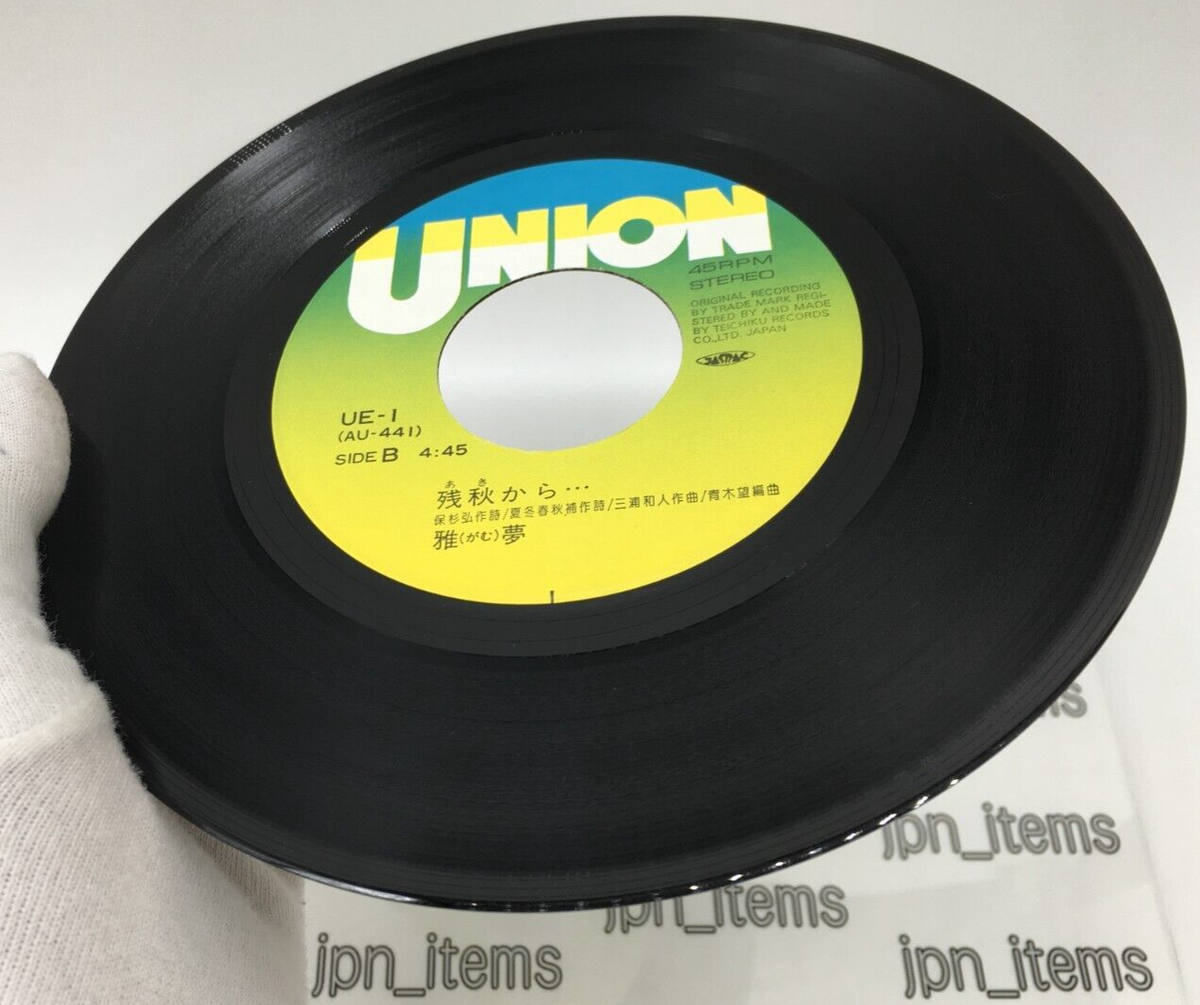 UNION
45RPM
STEREO
ORIGINAL RECORDING
BY TRADE MARK REGI-
STERED BY AND MADE
BY TEICHIKU RECORDS
CO.,LTD. JAPAN
JASRAC
UE-1
(AU-441)
SIDE B 4:45
あき
残秋から…
保杉弘作詩/夏冬春秋補作詩/三浦和人作曲/青木望編曲
雅(がむ)夢
ms
jpn_items
jpn_items
jpn_items
jpn_items